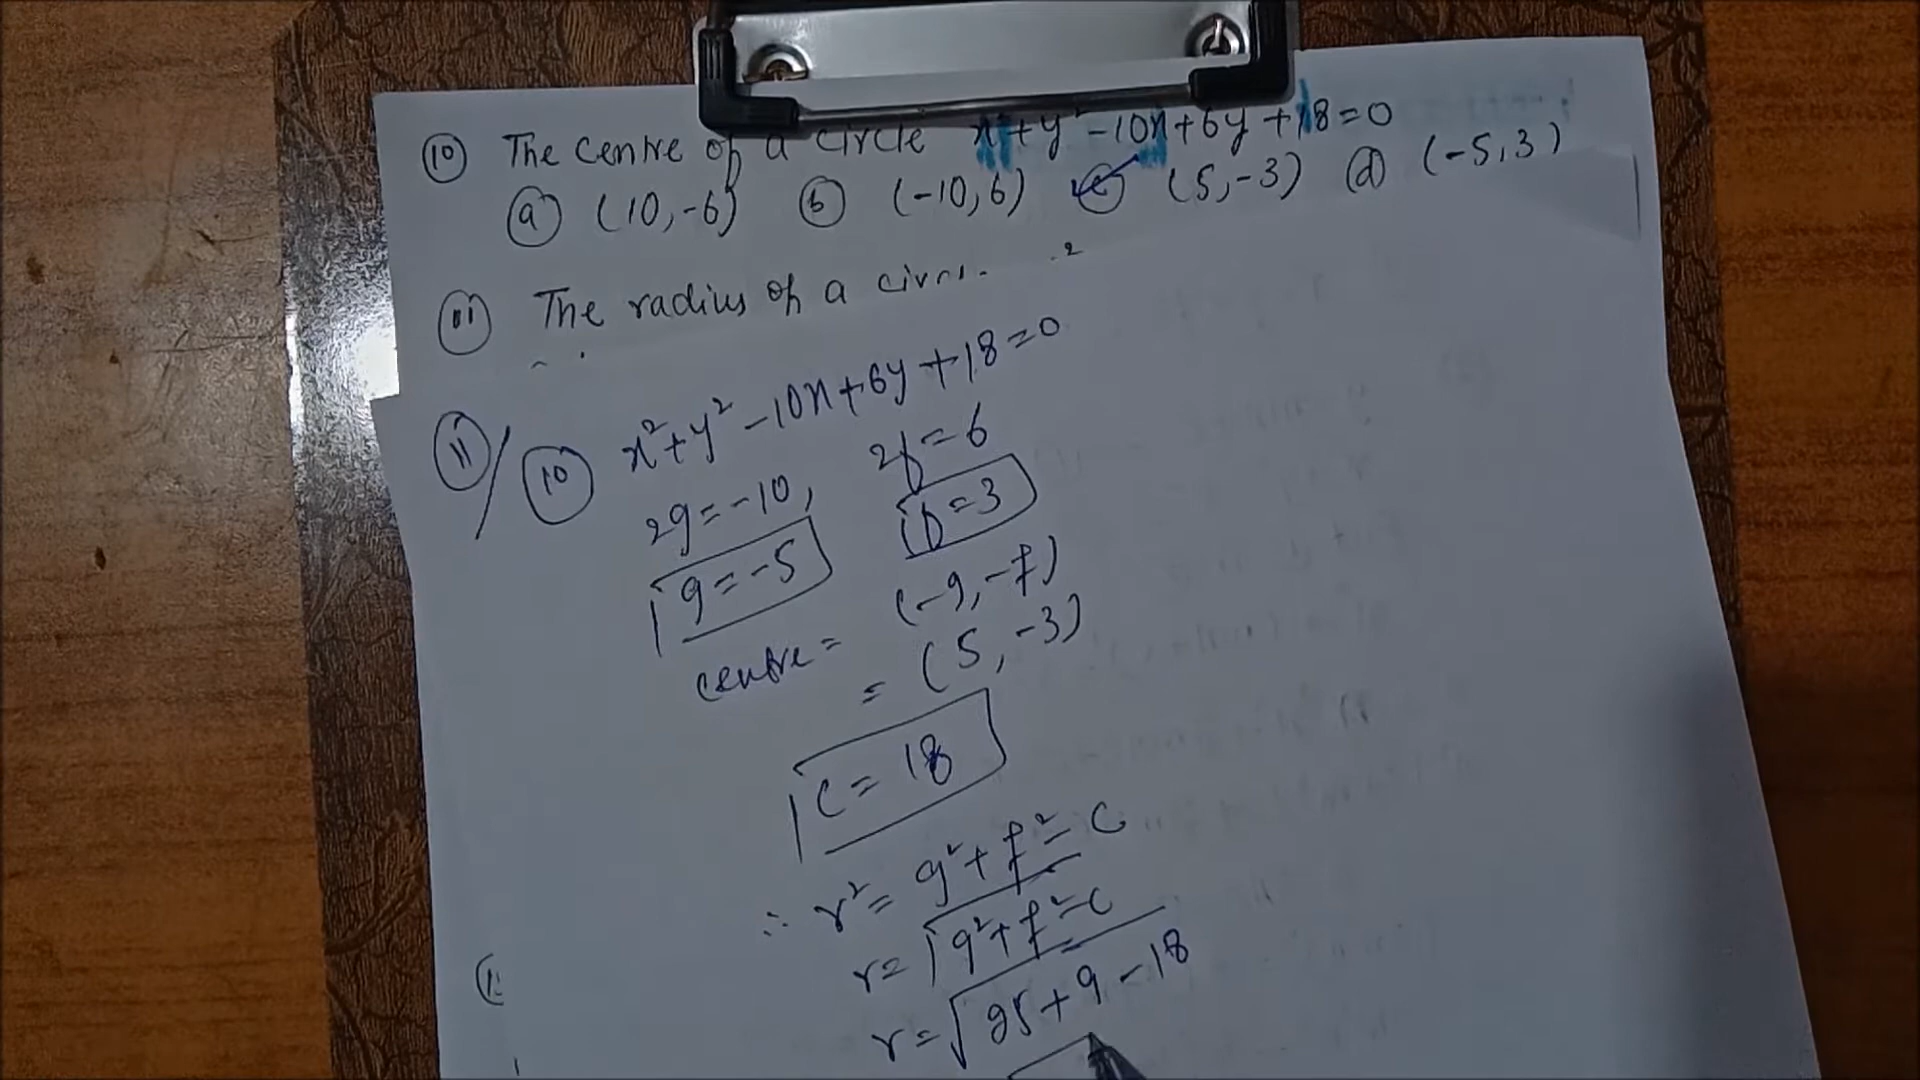 (10) The centre of a circle x²+y²-10x+6y+18=0
(a) (10,-6) (b) (-10,6) (c) (5,-3) (d) (-5,3)
(11) The radius of a
(11)/(10) x²+y²-10x+6y+18=0
2g=-10, 2f=6
g=-5 f=3
centre= (-g,-f)
= (5,-3)
c=18
∴ r²= g²+f²-c
r= √g²+f²-c
r= √25+9-18